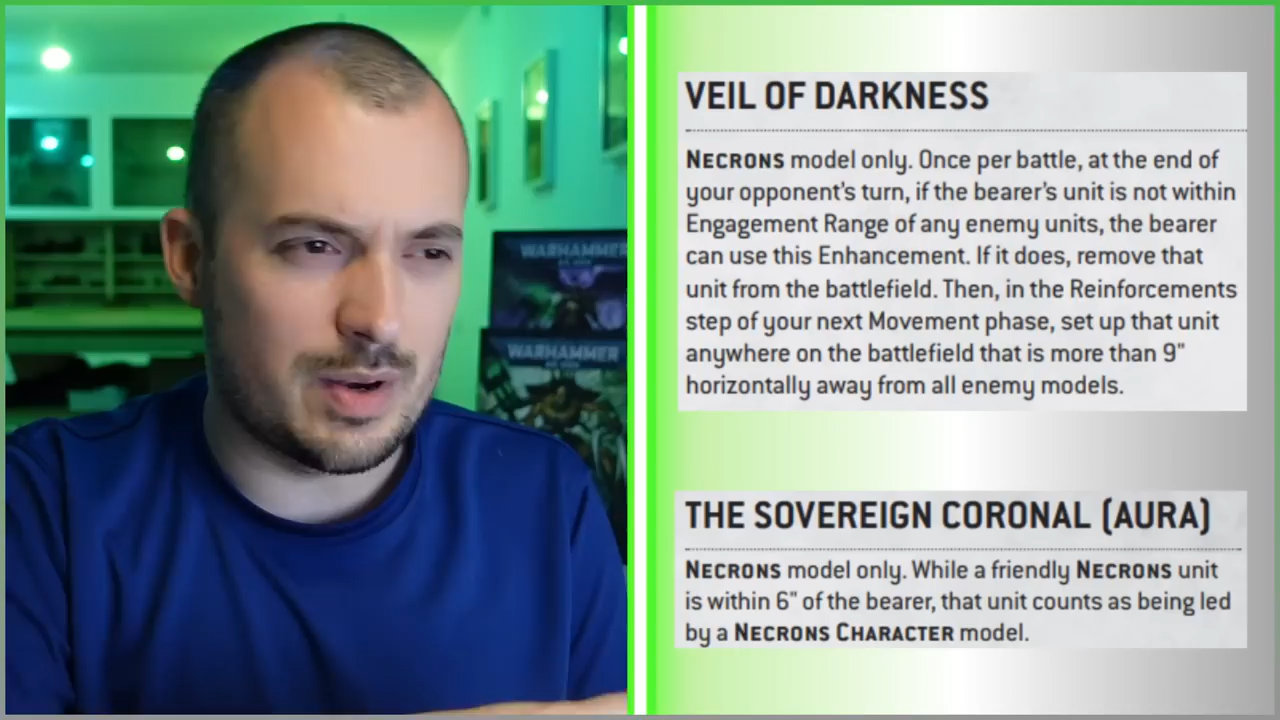 WARHAMMER
WARHAMMER
VEIL OF DARKNESS
NECRONS model only. Once per battle, at the end of
your opponent's turn, if the bearer's unit is not within
Engagement Range of any enemy units, the bearer
can use this Enhancement. If it does, remove that
unit from the battlefield. Then, in the Reinforcements
step of your next Movement phase, set up that unit
anywhere on the battlefield that is more than 9"
horizontally away from all enemy models.
THE SOVEREIGN CORONAL (AURA)
NECRONS model only. While a friendly NECRONS unit
is within 6" of the bearer, that unit counts as being led
by a NECRONS CHARACTER model.